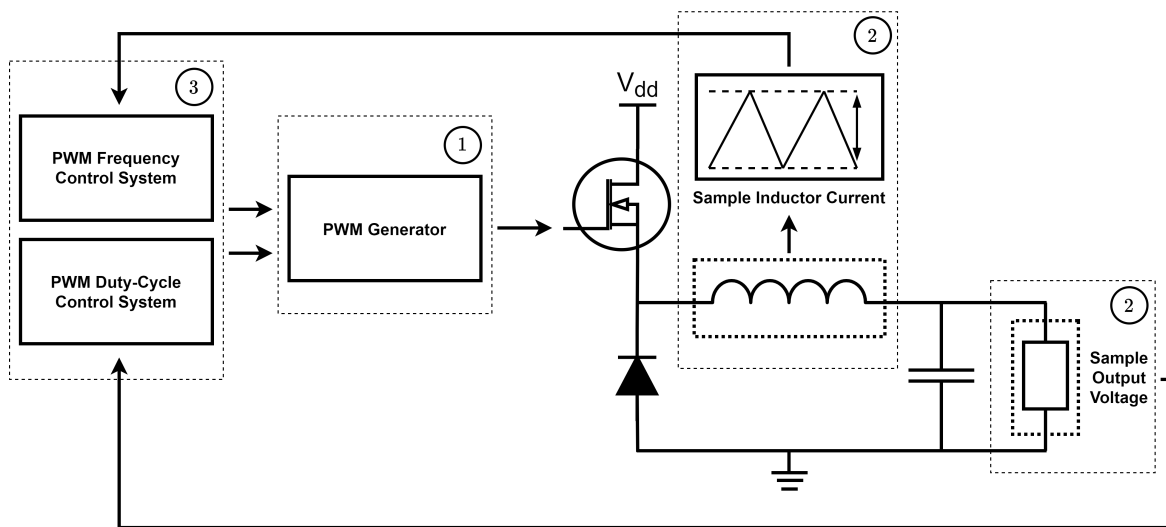 2
3
V_dd
PWM Frequency
Control System
1
PWM Generator
Sample Inductor Current
PWM Duty-Cycle
Control System
2
Sample
Output
Voltage